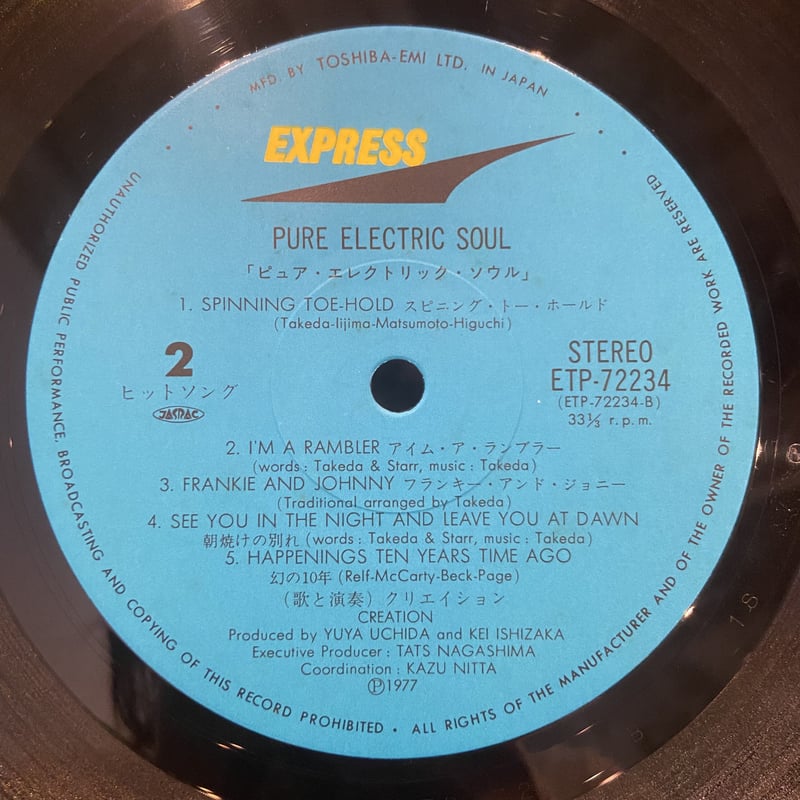 MFD. BY TOSHIBA-EMI LTD. IN JAPAN
EXPRESS
PURE ELECTRIC SOUL
「ピュア・エレクトリック・ソウル」
1. SPINNING TOE-HOLD スピニング・トー・ホールド
(Takeda-Iijima-Matsumoto-Higuchi)
2
ヒットソング
JASRAC
STEREO
ETP-72234
(ETP-72234-B)
33⅓ r.p.m.
2. I'M A RAMBLER アイム・ア・ランブラー
(words : Takeda & Starr, music : Takeda)
3. FRANKIE AND JOHNNY フランキー・アンド・ジョニー
(Traditional arranged by Takeda)
4. SEE YOU IN THE NIGHT AND LEAVE YOU AT DAWN
朝焼けの別れ (words : Takeda & Starr, music : Takeda)
5. HAPPENINGS TEN YEARS TIME AGO
幻の10年 (Relf-McCarty-Beck-Page)
(歌と演奏) クリエイション
CREATION
Produced by YUYA UCHIDA and KEI ISHIZAKA
Executive Producer : TATS NAGASHIMA
Coordination : KAZU NITTA
Ⓟ1977
UNAUTHORIZED PUBLIC PERFORMANCE, BROADCASTING AND COPYING OF THIS RECORD PROHIBITED • ALL RIGHTS OF THE MANUFACTURER AND OF THE OWNER OF THE RECORDED WORK ARE RESERVED
1S